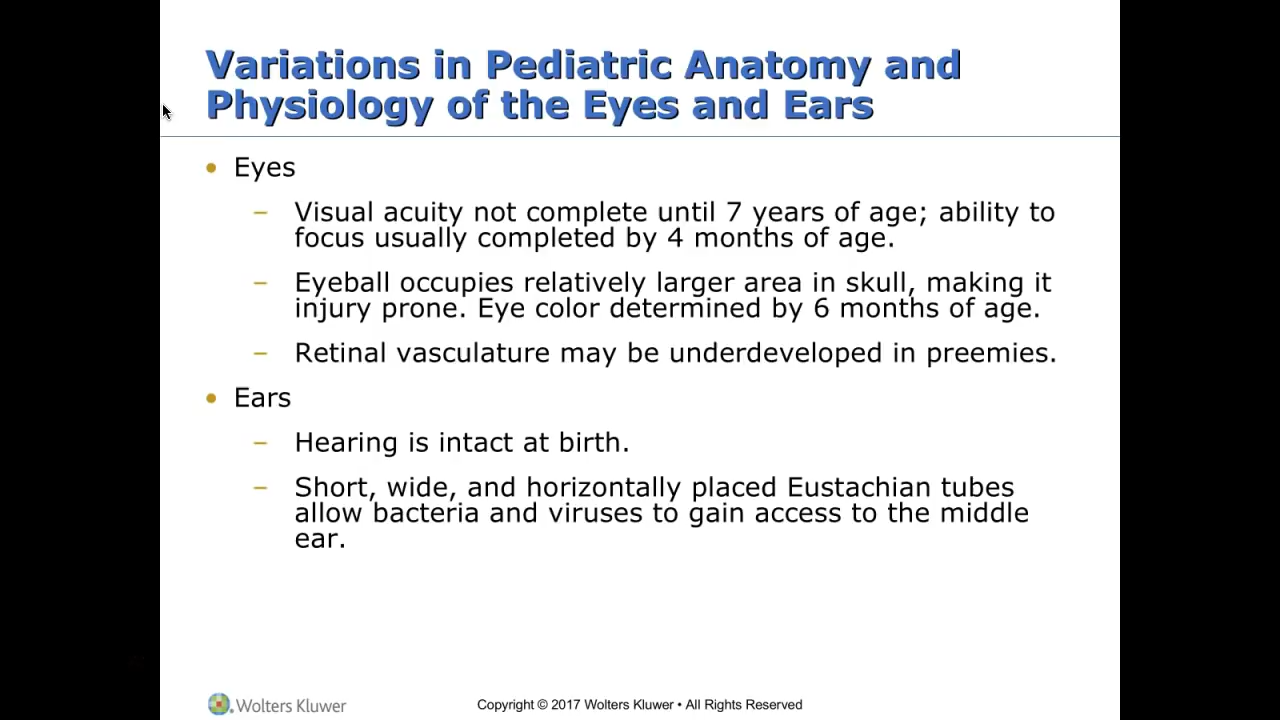 Variations in Pediatric Anatomy and
Physiology of the Eyes and Ears
• Eyes
– Visual acuity not complete until 7 years of age; ability to
focus usually completed by 4 months of age.
– Eyeball occupies relatively larger area in skull, making it
injury prone. Eye color determined by 6 months of age.
– Retinal vasculature may be underdeveloped in preemies.
• Ears
– Hearing is intact at birth.
– Short, wide, and horizontally placed Eustachian tubes
allow bacteria and viruses to gain access to the middle
ear.
Wolters Kluwer
Copyright © 2017 Wolters Kluwer • All Rights Reserved